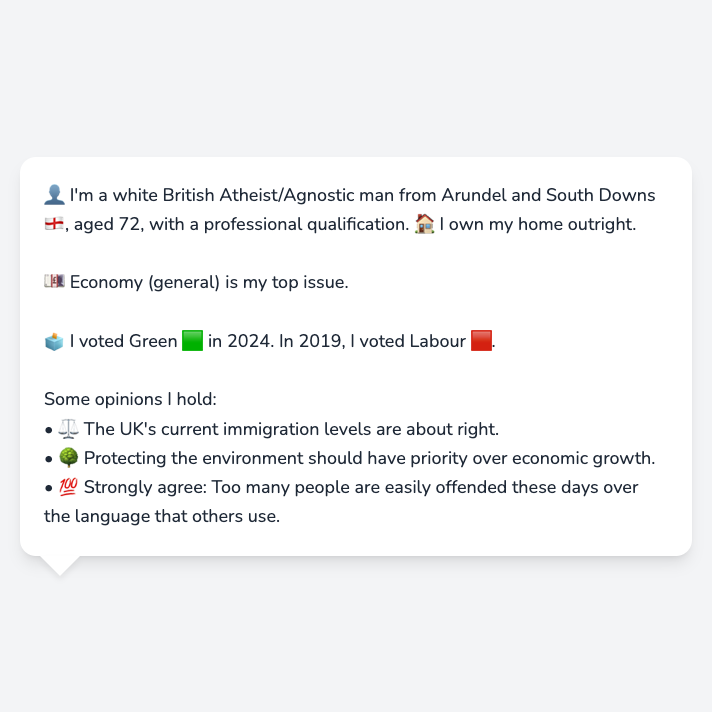 👤 I'm a white British Atheist/Agnostic man from Arundel and South Downs
🏴󠁧󠁢󠁥󠁮󠁧󠁿, aged 72, with a professional qualification. 🏠 I own my home outright.
💷 Economy (general) is my top issue.
🗳️ I voted Green 🟩 in 2024. In 2019, I voted Labour 🟥.
Some opinions I hold:
• ⚖️ The UK's current immigration levels are about right.
• 🌳 Protecting the environment should have priority over economic growth.
• 💯 Strongly agree: Too many people are easily offended these days over
the language that others use.